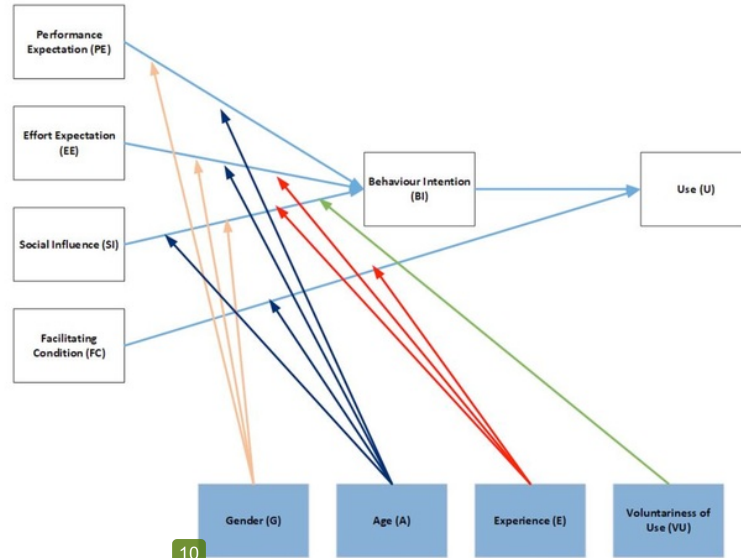 Performance
Expectation (PE)
Effort Expectation
(EE)
Behaviour Intention
(BI)
Use (U)
Social Influence (SI)
Facilitating
Condition (FC)
Gender (G)
Age (A)
Experience (E)
Voluntariness of
Use (VU)
10